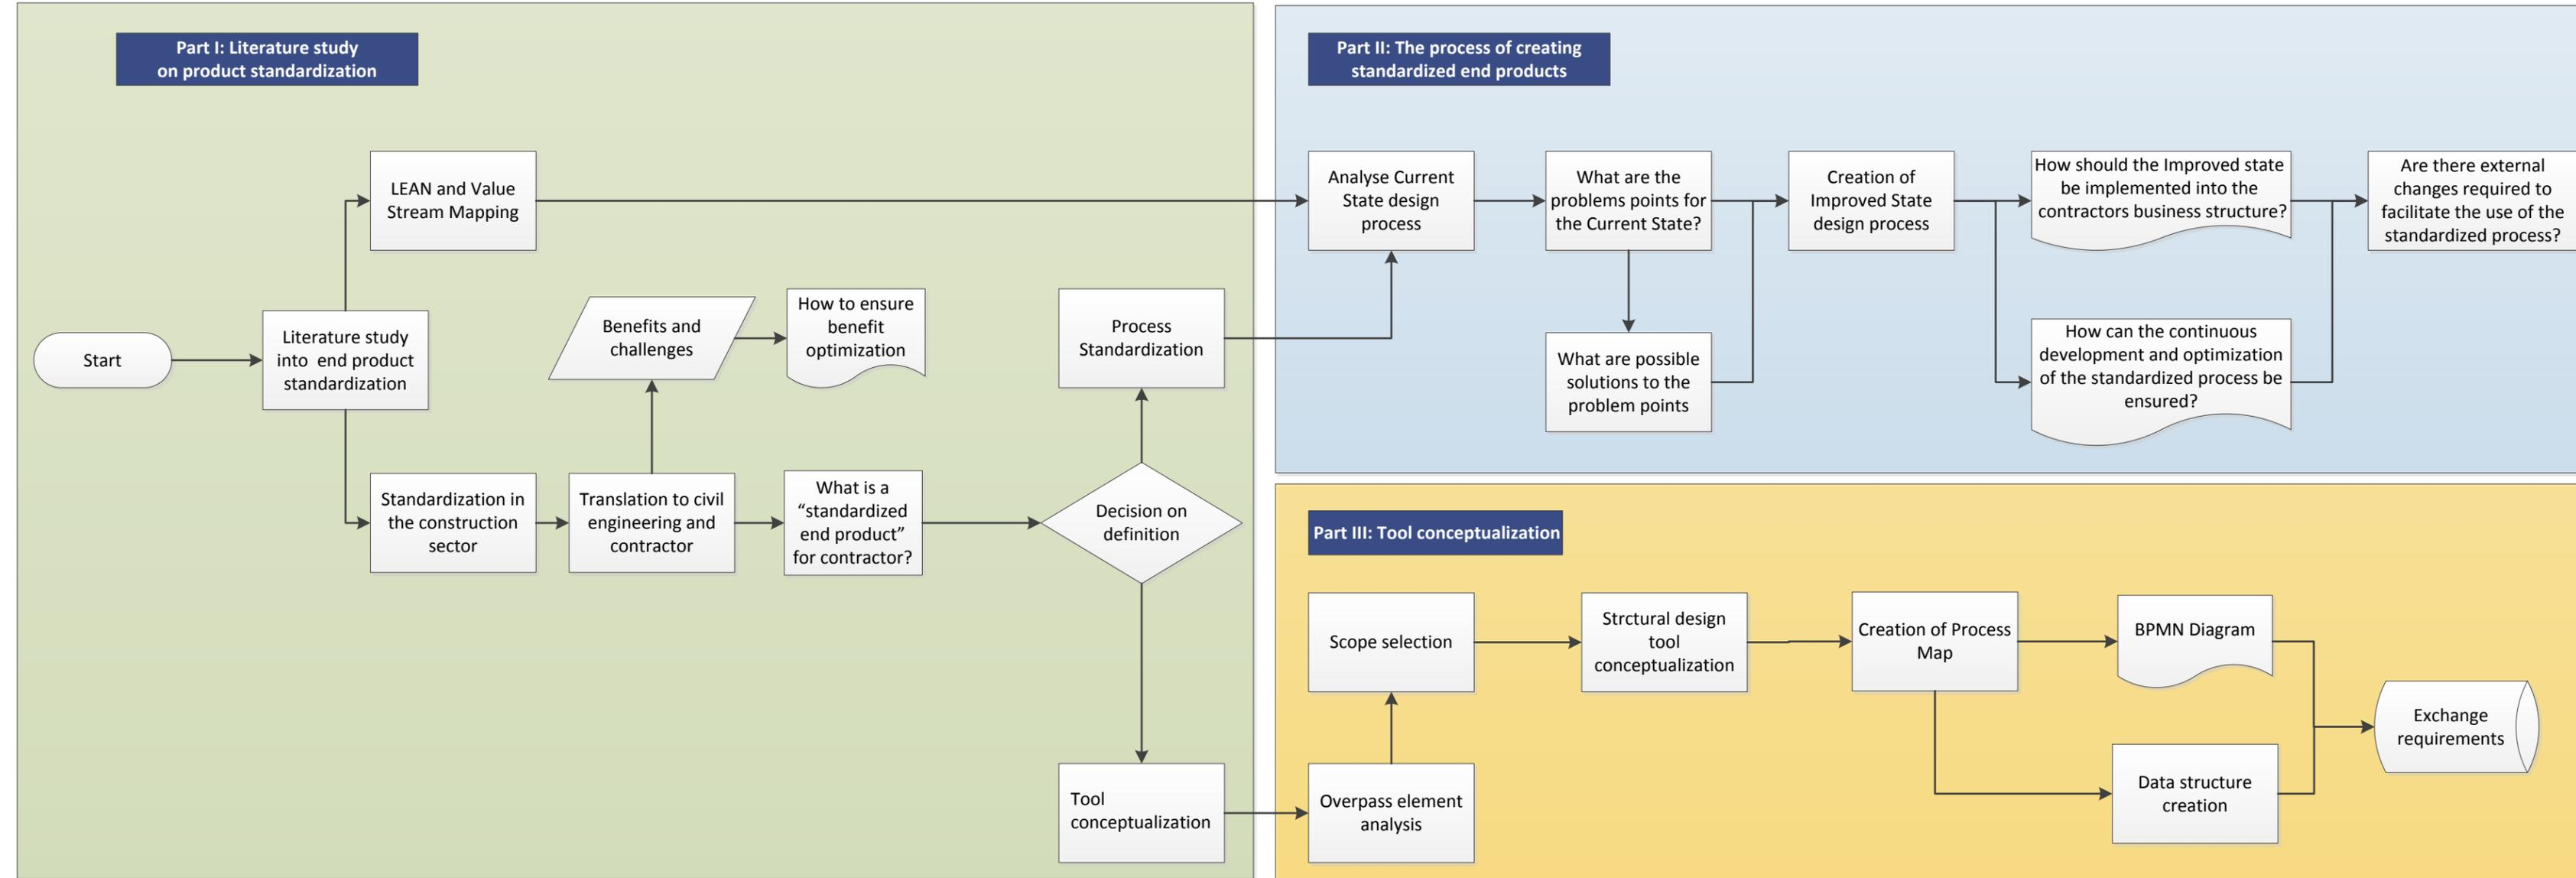 Part I: Literature study
on product standardization
LEAN and Value
Stream Mapping
Start
Literature study
into  end product
standardization
Benefits and
challenges
How to ensure
benefit
optimization
Process
Standardization
Standardization in
the construction
sector
Translation to civil
engineering and
contractor
What is a
“standardized
end product”
for contractor?
Decision on
definition
Tool
conceptualization
Part II: The process of creating
standardized end products
Analyse Current
State design
process
What are the
problems points for
the Current State?
Creation of
Improved State
design process
How should the Improved state
be implemented into the
contractors business structure?
Are there external
changes required to
facilitate the use of the
standardized process?
What are possible
solutions to the
problem points
How can the continuous
development and optimization
of the standardized process be
ensured?
Part III: Tool conceptualization
Scope selection
Strctural design
tool
conceptualization
Creation of Process
Map
BPMN Diagram
Exchange
requirements
Overpass element
analysis
Data structure
creation